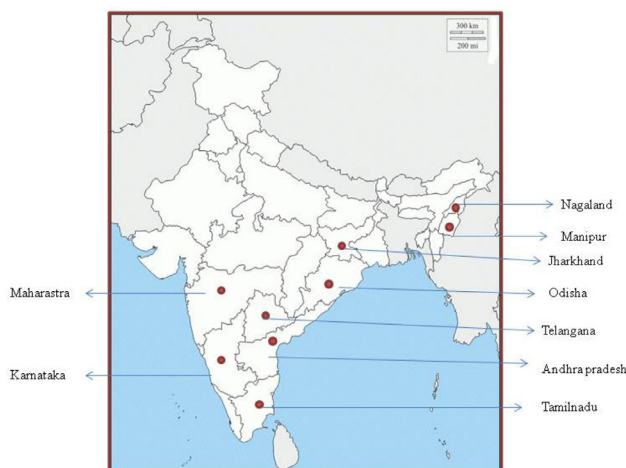 300 km
200 mi
Nagaland
Manipur
Jharkhand
Maharastra
Odisha
Telangana
Andhra pradesh
Karnataka
Tamilnadu